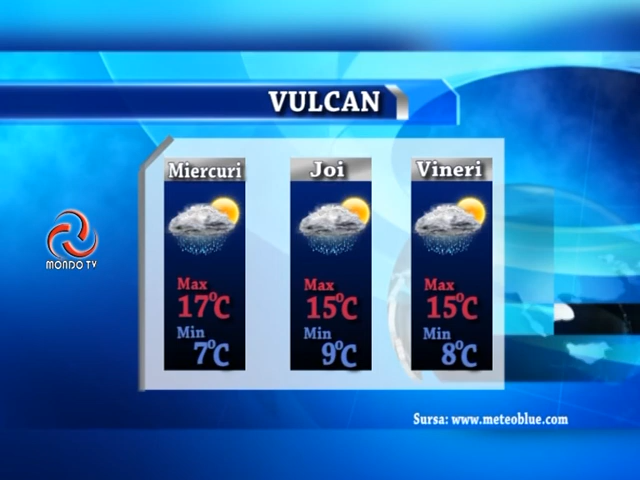 VULCAN
Miercuri
Max
17°C
Min
7°C
Joi
Max
15°C
Min
9°C
Vineri
Max
15°C
Min
8°C
MONDO TV
Sursa: www.meteoblue.com